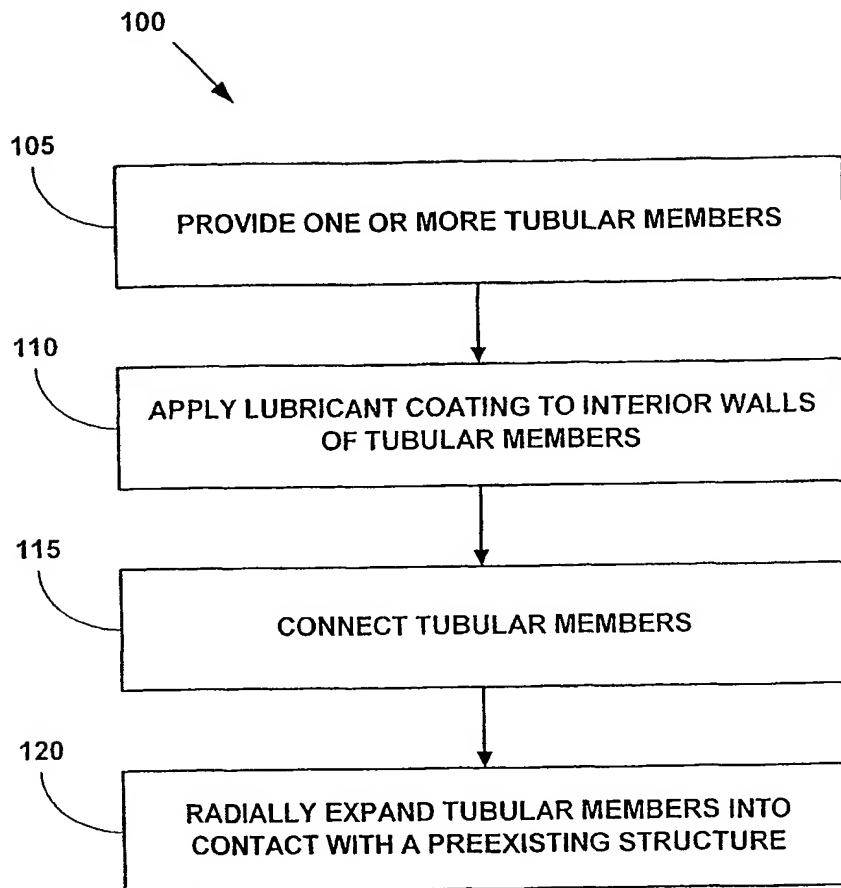 100
105
PROVIDE ONE OR MORE TUBULAR MEMBERS
110
APPLY LUBRICANT COATING TO INTERIOR WALLS
OF TUBULAR MEMBERS
115
CONNECT TUBULAR MEMBERS
120
RADIALLY EXPAND TUBULAR MEMBERS INTO
CONTACT WITH A PREEXISTING STRUCTURE